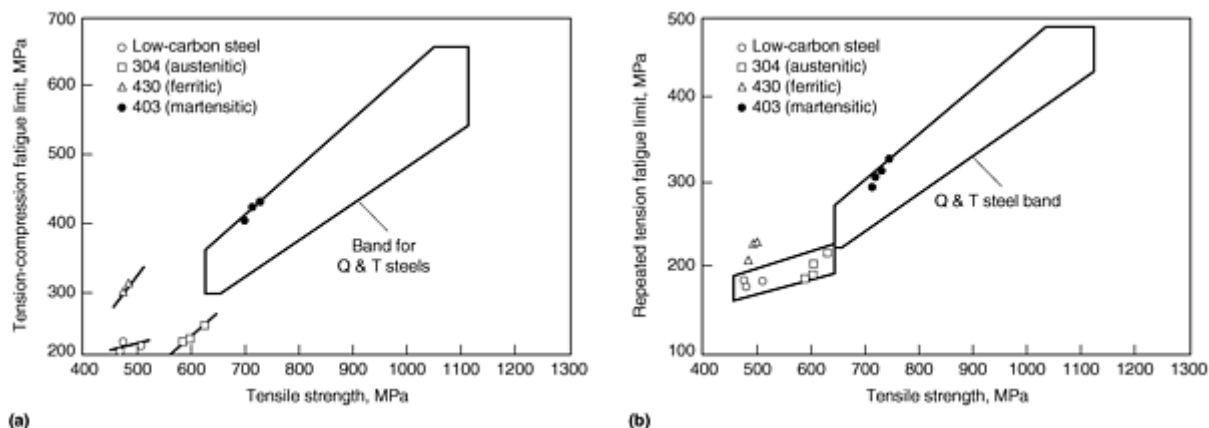 Tension-compression fatigue limit, MPa
700
600
500
400
300
200
Low-carbon steel
304 (austenitic)
430 (ferritic)
403 (martensitic)
Band for
Q & T steels
400 500 600 700 800 900 1000 1100 1200 1300
Tensile strength, MPa
(a)
Repeated tension fatigue limit, MPa
500
400
300
200
100
Low-carbon steel
304 (austenitic)
430 (ferritic)
403 (martensitic)
Q & T steel band
400 500 600 700 800 900 1000 1100 1200 1300
Tensile strength, MPa
(b)